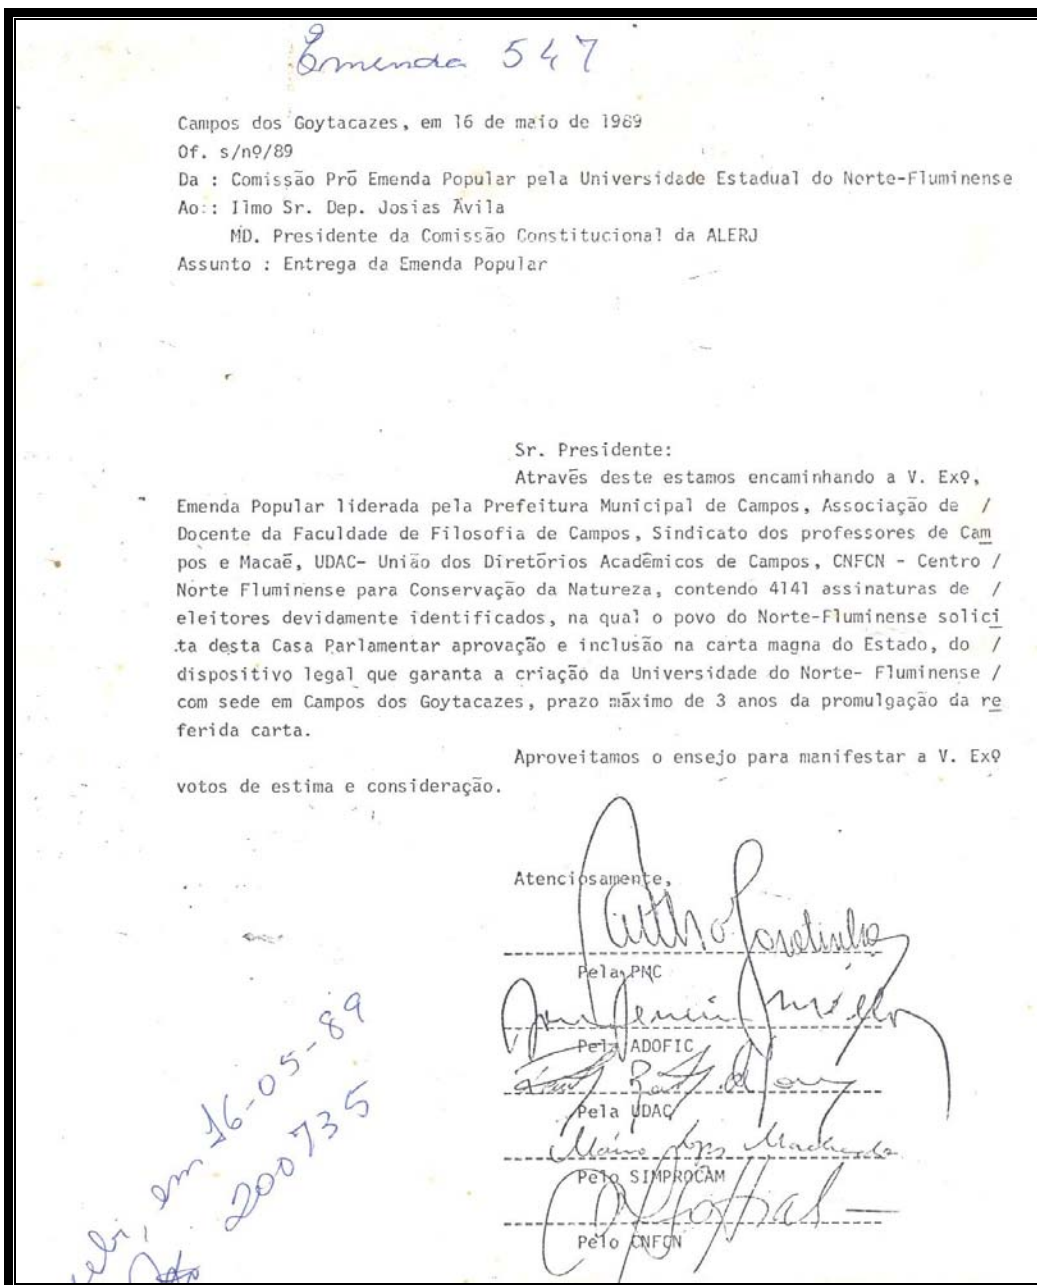 Emenda 547
Campos dos Goytacazes, em 16 de maio de 1989
Of. s/nº/89
Da : Comissão Pró Emenda Popular pela Universidade Estadual do Norte-Fluminense
Ao : Ilmo Sr. Dep. Josias Ávila
MD. Presidente da Comissão Constitucional da ALERJ
Assunto : Entrega da Emenda Popular
Sr. Presidente:
Através deste estamos encaminhando a V. Exº,
Emenda Popular liderada pela Prefeitura Municipal de Campos, Associação de /
Docente da Faculdade de Filosofia de Campos, Sindicato dos professores de Cam
pos e Macaé, UDAC- União dos Diretórios Acadêmicos de Campos, CNFCN - Centro /
Norte Fluminense para Conservação da Natureza, contendo 4141 assinaturas de /
eleitores devidamente identificados, na qual o povo do Norte-Fluminense solici
ta desta Casa Parlamentar aprovação e inclusão na carta magna do Estado, do /
dispositivo legal que garanta a criação da Universidade do Norte- Fluminense /
com sede em Campos dos Goytacazes, prazo máximo de 3 anos da promulgação da re
ferida carta.
Aproveitamos o ensejo para manifestar a V. Exº
votos de estima e consideração.
Atenciosamente,
Pela PMC
Pela ADOFIC
Pela UDAC
Machado
Pelo SIMPROCAM
Pelo CNFCN
em 16-05-89
200735